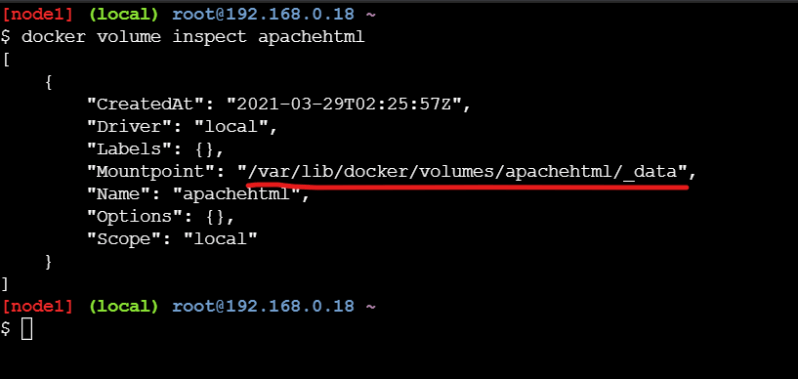 [node1] (local) root@192.168.0.18 ~
$ docker volume inspect apachehtml
[
    {
        "CreatedAt": "2021-03-29T02:25:57Z",
        "Driver": "local",
        "Labels": {},
        "Mountpoint": "/var/lib/docker/volumes/apachehtml/_data",
        "Name": "apachehtml",
        "Options": {},
        "Scope": "local"
    }
]
[node1] (local) root@192.168.0.18 ~
$